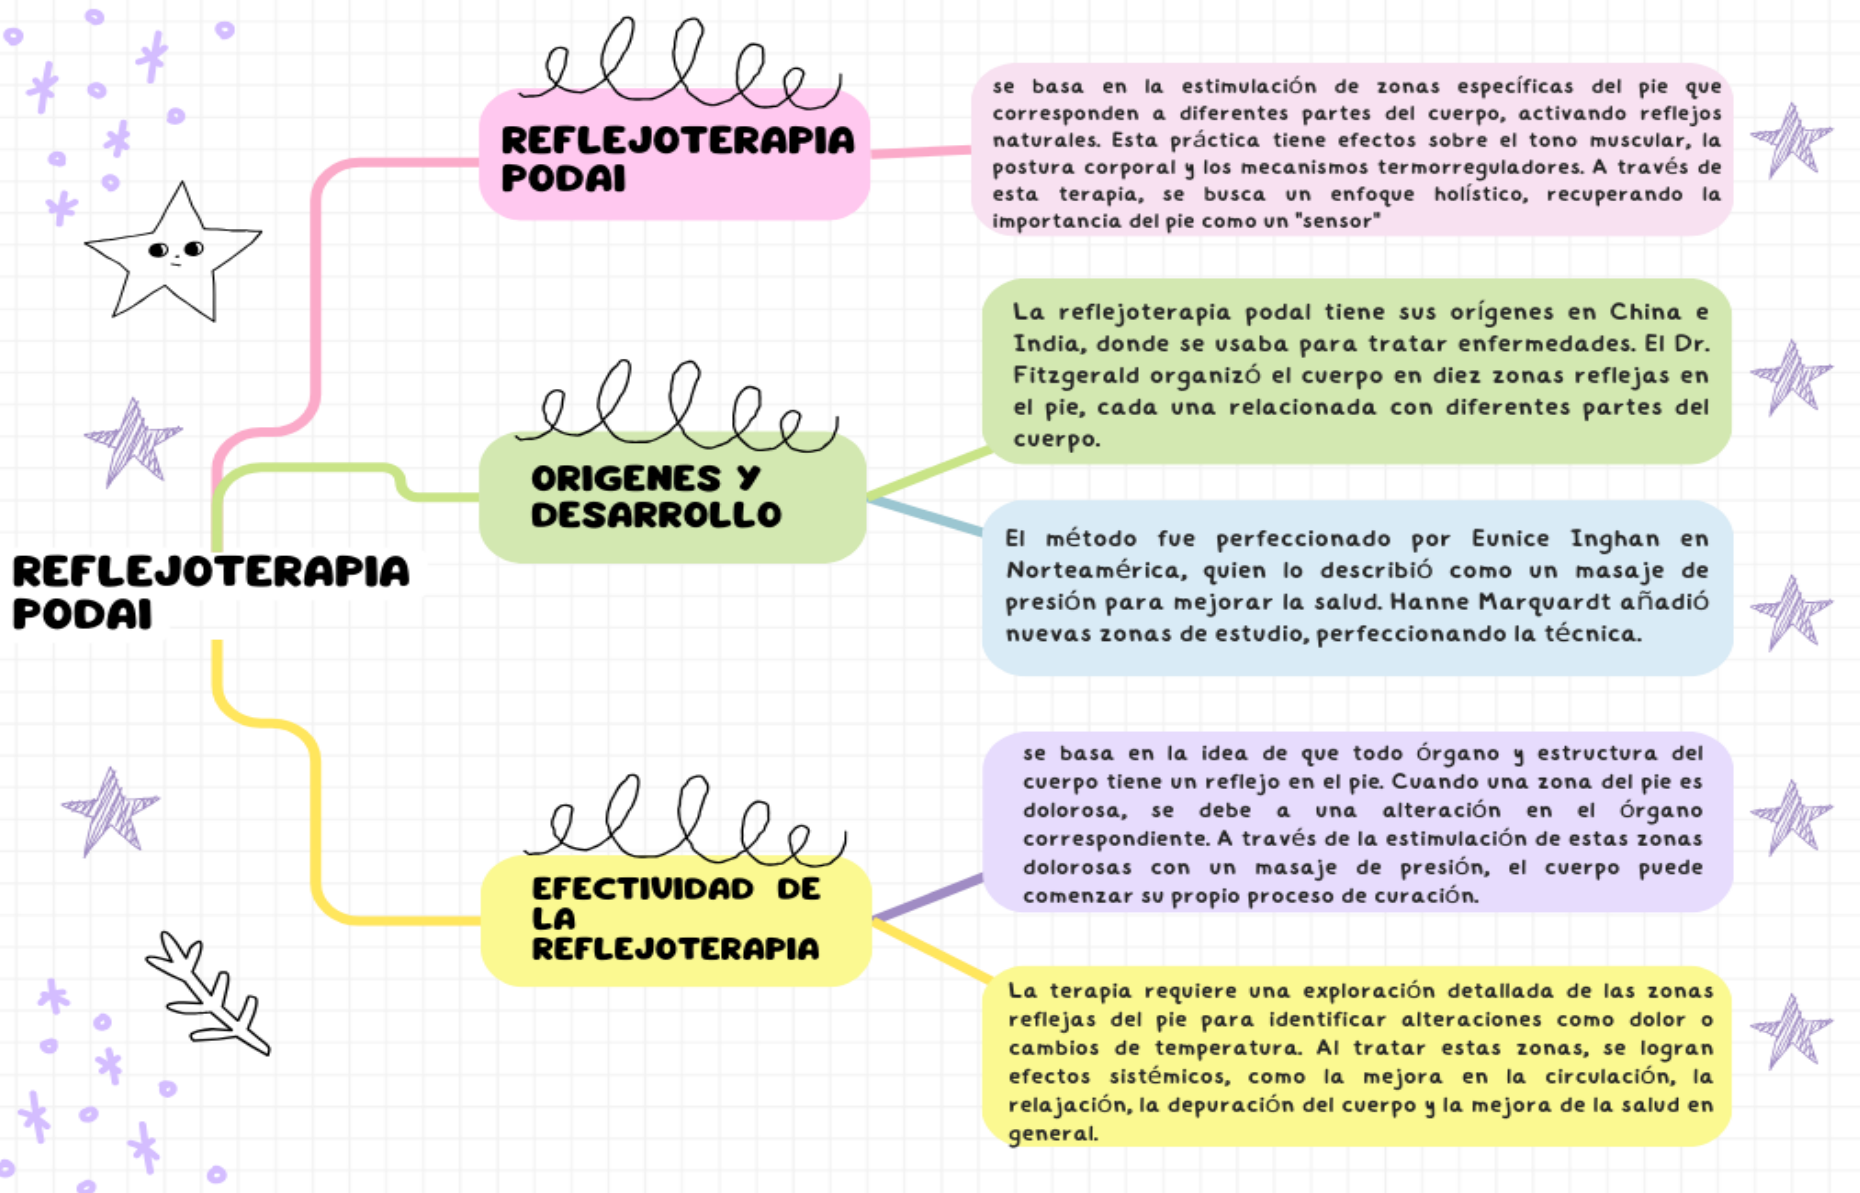 REFLEJOTERAPIA
PODAI
se basa en la estimulación de zonas específicas del pie que
corresponden a diferentes partes del cuerpo, activando reflejos
naturales. Esta práctica tiene efectos sobre el tono muscular, la
postura corporal y los mecanismos termorreguladores. A través de
esta terapia, se busca un enfoque holístico, recuperando la
importancia del pie como un "sensor"
ORIGENES Y
DESARROLLO
La reflejoterapia podal tiene sus orígenes en China e
India, donde se usaba para tratar enfermedades. El Dr.
Fitzgerald organizó el cuerpo en diez zonas reflejas en
el pie, cada una relacionada con diferentes partes del
cuerpo.
El método fue perfeccionado por Eunice Inghan en
Norteamérica, quien lo describió como un masaje de
presión para mejorar la salud. Hanne Marquardt añadió
nuevas zonas de estudio, perfeccionando la técnica.
REFLEJOTERAPIA
PODAI
EFECTIVIDAD DE
LA
REFLEJOTERAPIA
se basa en la idea de que todo órgano y estructura del
cuerpo tiene un reflejo en el pie. Cuando una zona del pie es
dolorosa, se debe a una alteración en el órgano
correspondiente. A través de la estimulación de estas zonas
dolorosas con un masaje de presión, el cuerpo puede
comenzar su propio proceso de curación.
La terapia requiere una exploración detallada de las zonas
reflejas del pie para identificar alteraciones como dolor o
cambios de temperatura. Al tratar estas zonas, se logran
efectos sistémicos, como la mejora en la circulación, la
relajación, la depuración del cuerpo y la mejora de la salud en
general.